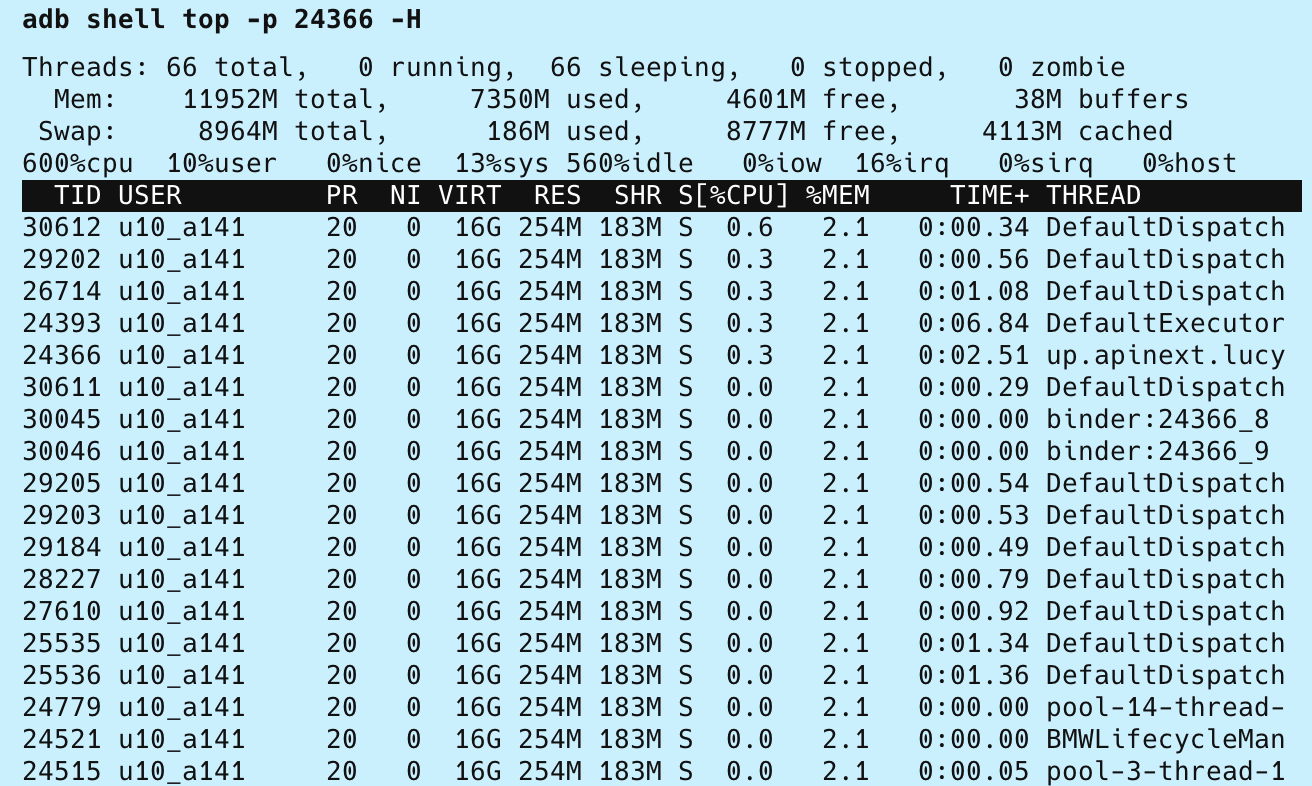 adb shell top -p 24366 -H
Threads: 66 total,   0 running,  66 sleeping,   0 stopped,   0 zombie
  Mem:    11952M total,     7350M used,     4601M free,       38M buffers
 Swap:     8964M total,      186M used,     8777M free,     4113M cached
600%cpu  10%user   0%nice  13%sys 560%idle   0%iow  16%irq   0%sirq   0%host
  TID USER         PR  NI VIRT  RES  SHR S[%CPU] %MEM     TIME+ THREAD
30612 u10_a141     20   0  16G 254M 183M S  0.6   2.1   0:00.34 DefaultDispatch
29202 u10_a141     20   0  16G 254M 183M S  0.3   2.1   0:00.56 DefaultDispatch
26714 u10_a141     20   0  16G 254M 183M S  0.3   2.1   0:01.08 DefaultDispatch
24393 u10_a141     20   0  16G 254M 183M S  0.3   2.1   0:06.84 DefaultExecutor
24366 u10_a141     20   0  16G 254M 183M S  0.3   2.1   0:02.51 up.apinext.lucy
30611 u10_a141     20   0  16G 254M 183M S  0.0   2.1   0:00.29 DefaultDispatch
30045 u10_a141     20   0  16G 254M 183M S  0.0   2.1   0:00.00 binder:24366_8
30046 u10_a141     20   0  16G 254M 183M S  0.0   2.1   0:00.00 binder:24366_9
29205 u10_a141     20   0  16G 254M 183M S  0.0   2.1   0:00.54 DefaultDispatch
29203 u10_a141     20   0  16G 254M 183M S  0.0   2.1   0:00.53 DefaultDispatch
29184 u10_a141     20   0  16G 254M 183M S  0.0   2.1   0:00.49 DefaultDispatch
28227 u10_a141     20   0  16G 254M 183M S  0.0   2.1   0:00.79 DefaultDispatch
27610 u10_a141     20   0  16G 254M 183M S  0.0   2.1   0:00.92 DefaultDispatch
25535 u10_a141     20   0  16G 254M 183M S  0.0   2.1   0:01.34 DefaultDispatch
25536 u10_a141     20   0  16G 254M 183M S  0.0   2.1   0:01.36 DefaultDispatch
24779 u10_a141     20   0  16G 254M 183M S  0.0   2.1   0:00.00 pool-14-thread-
24521 u10_a141     20   0  16G 254M 183M S  0.0   2.1   0:00.00 BMWLifecycleMan
24515 u10_a141     20   0  16G 254M 183M S  0.0   2.1   0:00.05 pool-3-thread-1